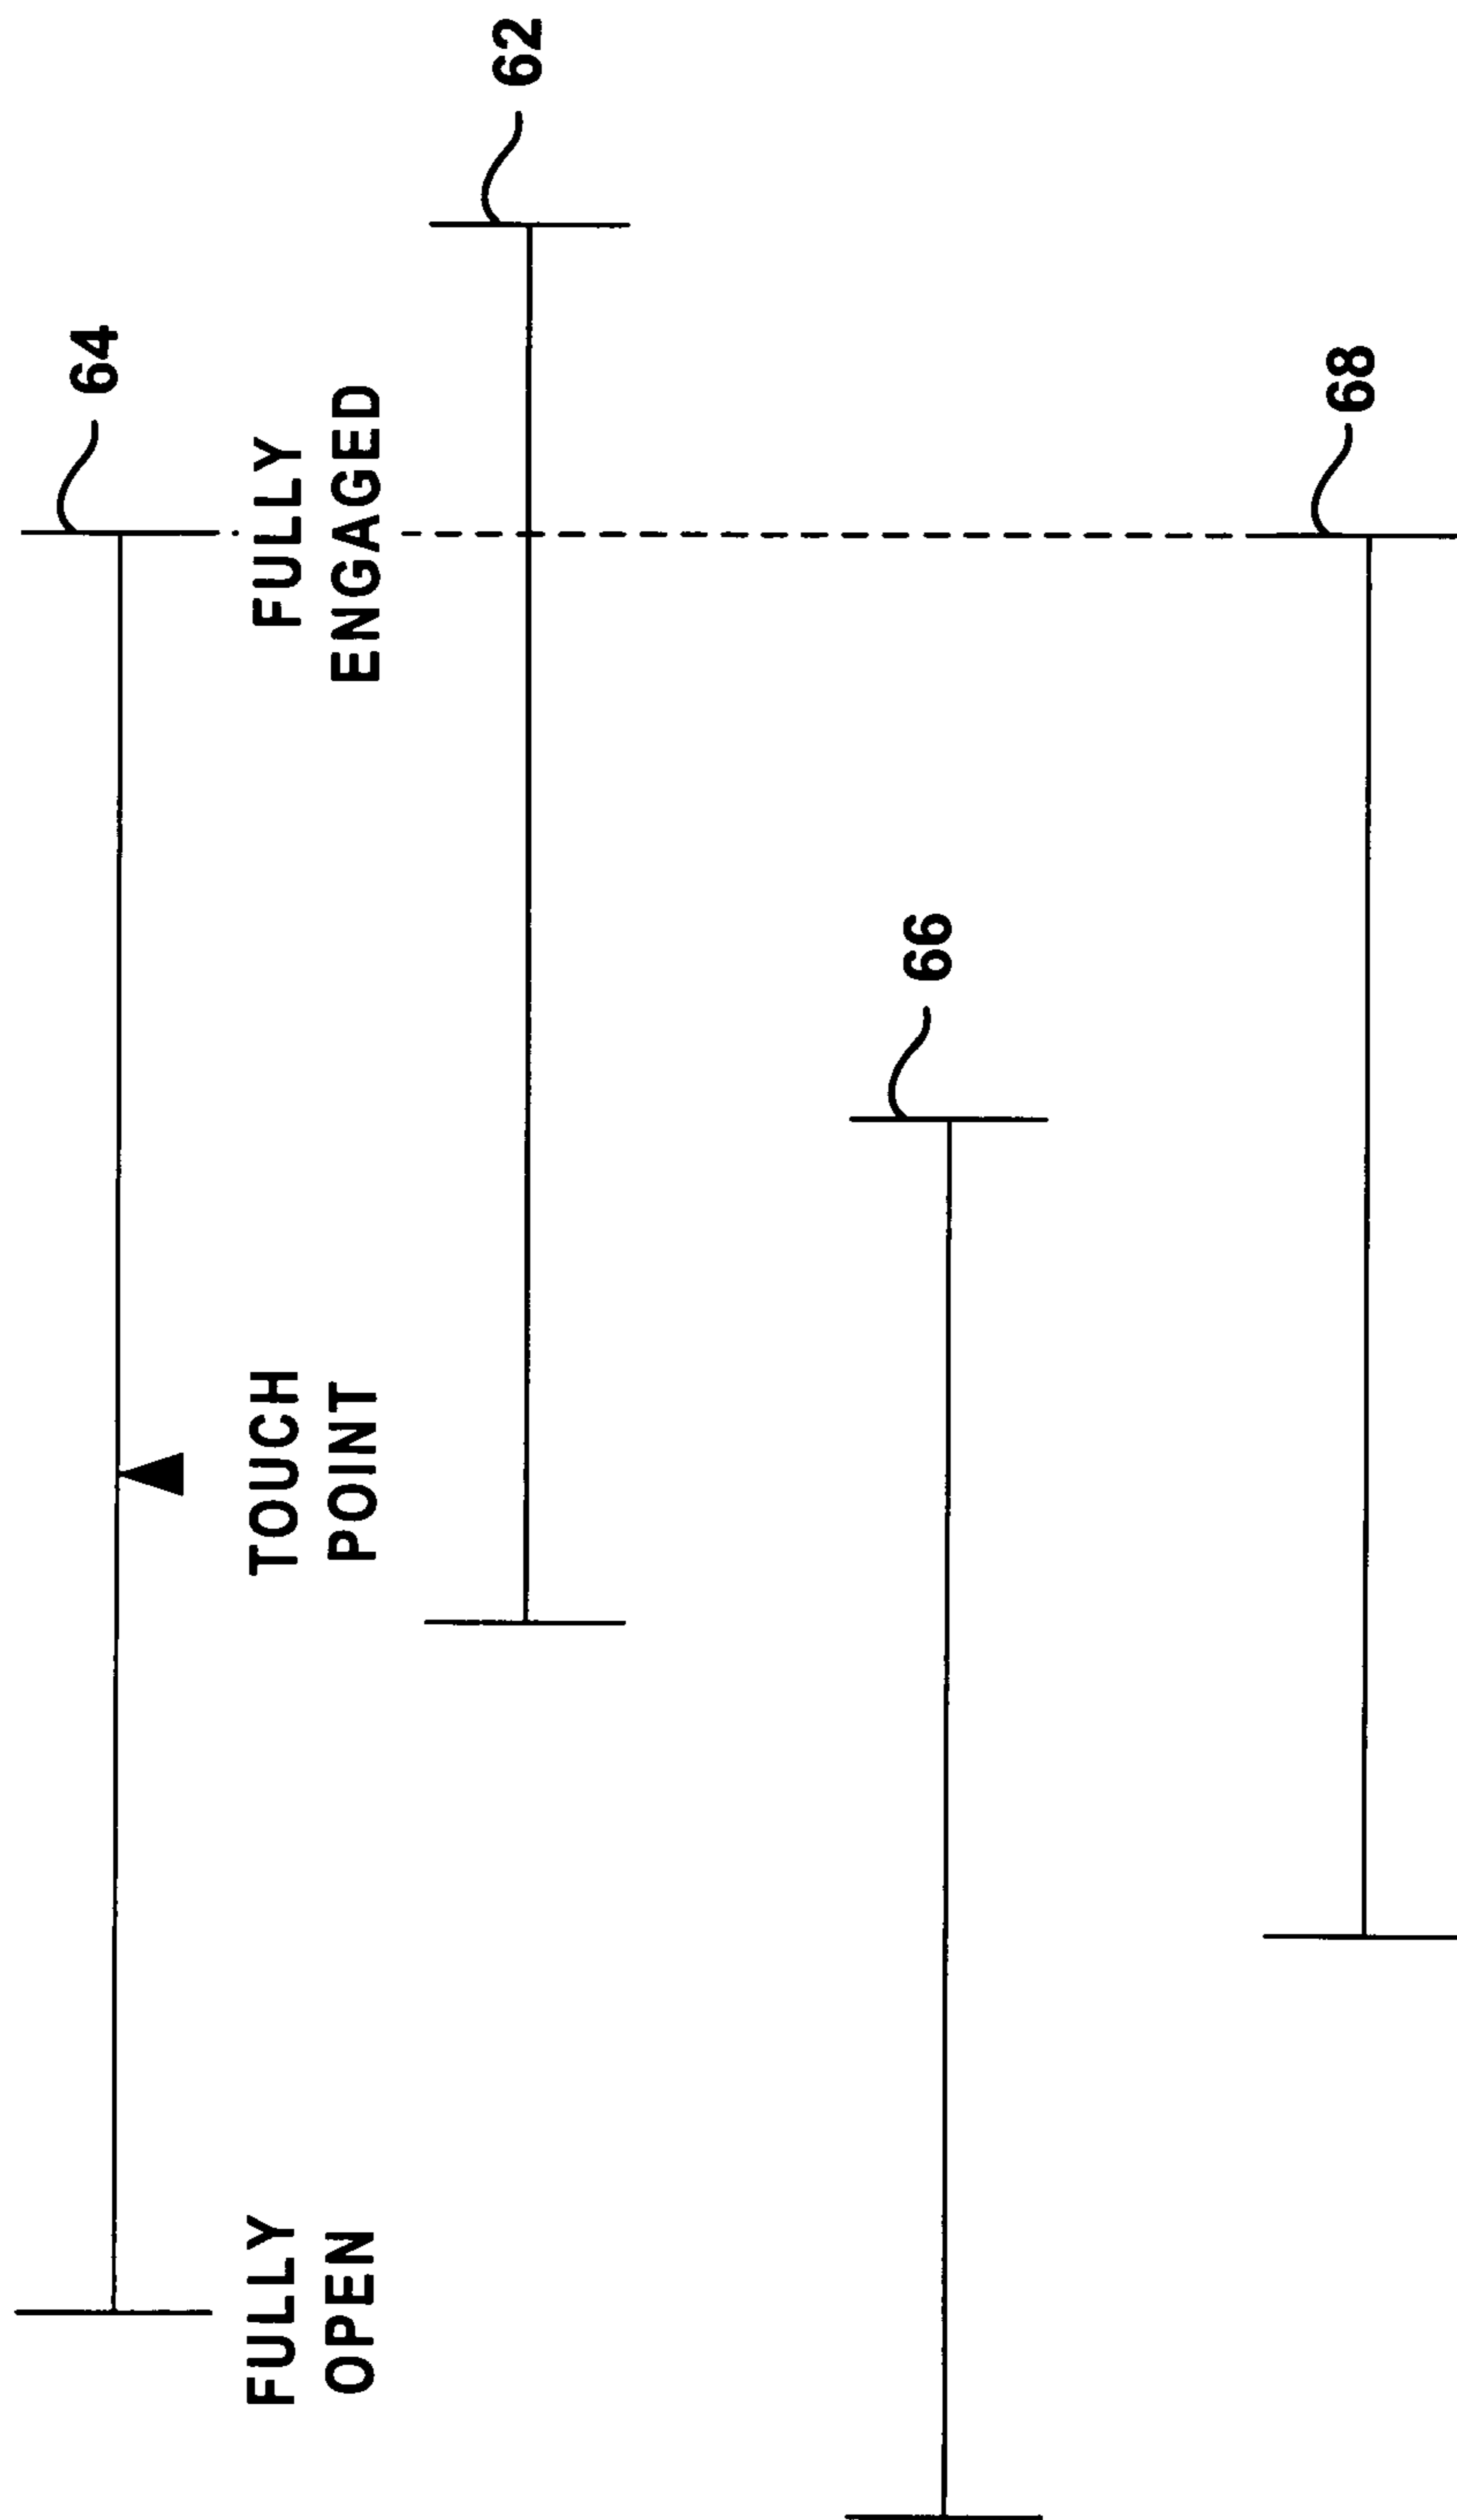 64
FULLY
OPEN
TOUCH
POINT
FULLY
ENGAGED
62
66
68